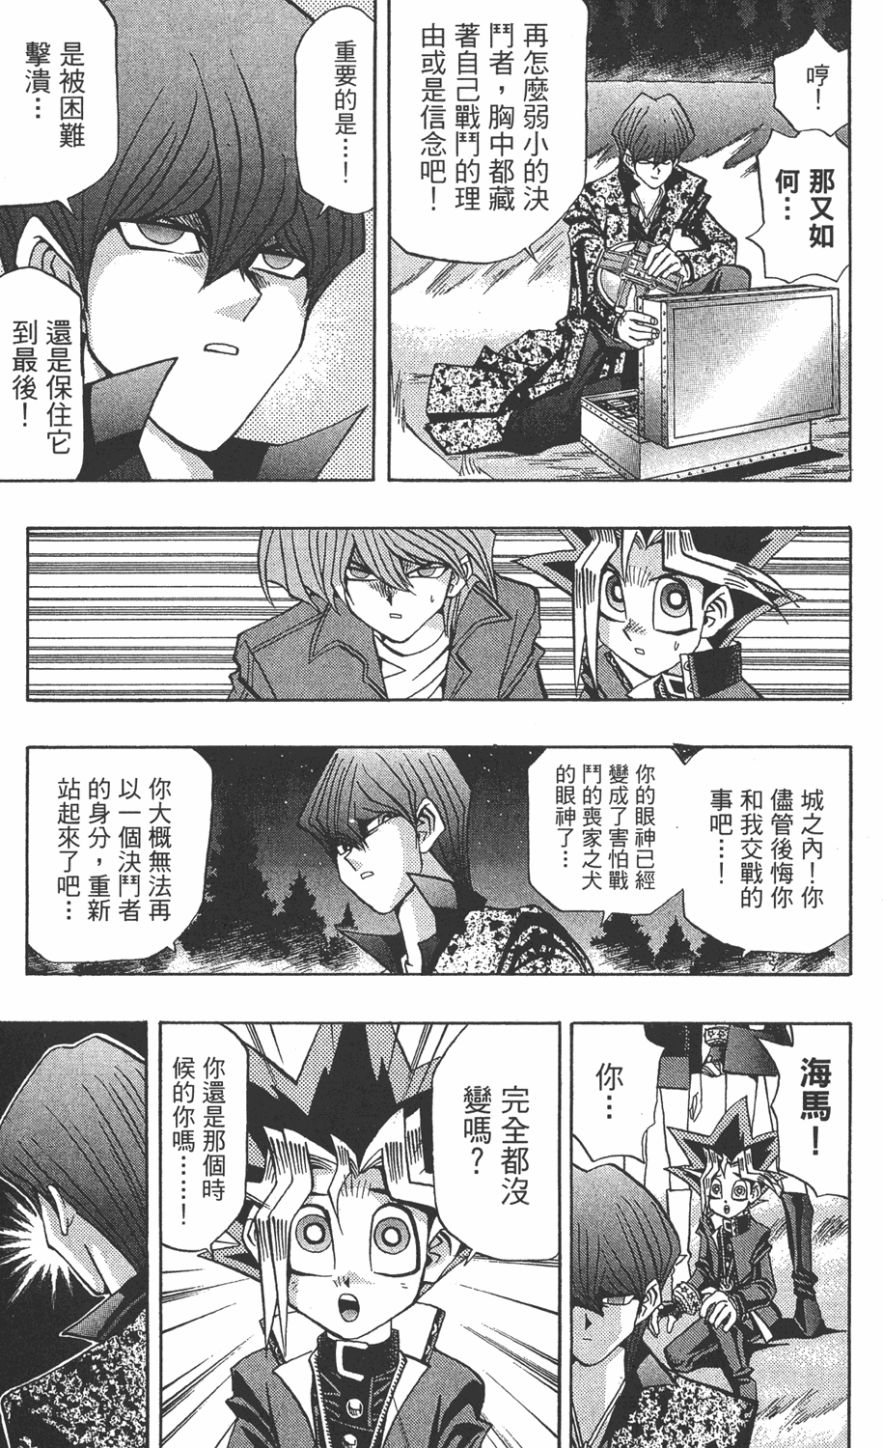 哼！
那又如
何…
再怎麼弱小的決
鬥者，胸中都藏
著自己戰鬥的理
由或是信念吧！
重要的是…！
是被困難
擊潰…
還是保住它
到最後！
城之內！你
儘管後悔你
和我交戰的
事吧…！
你的眼神已經
變成了害怕戰
鬥的喪家之犬
的眼神了…
你大概無法再
以一個決鬥者
的身分，重新
站起來了吧…
海馬！
你…
完全都沒
變嗎？
你還是那個時
候的你嗎……！